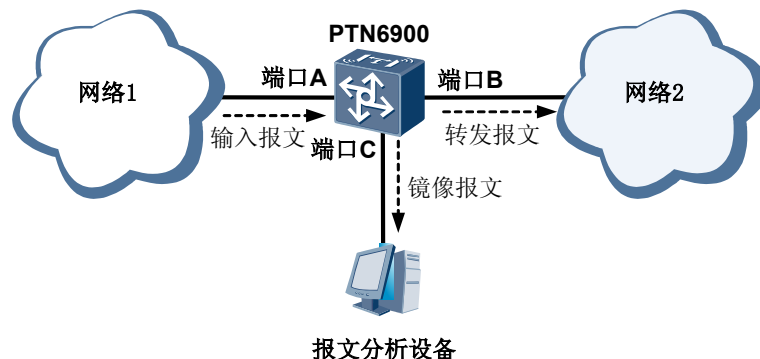 PTN6900
网络1
端口A
端口B
网络2
输入报文
转发报文
端口C
镜像报文
报文分析设备